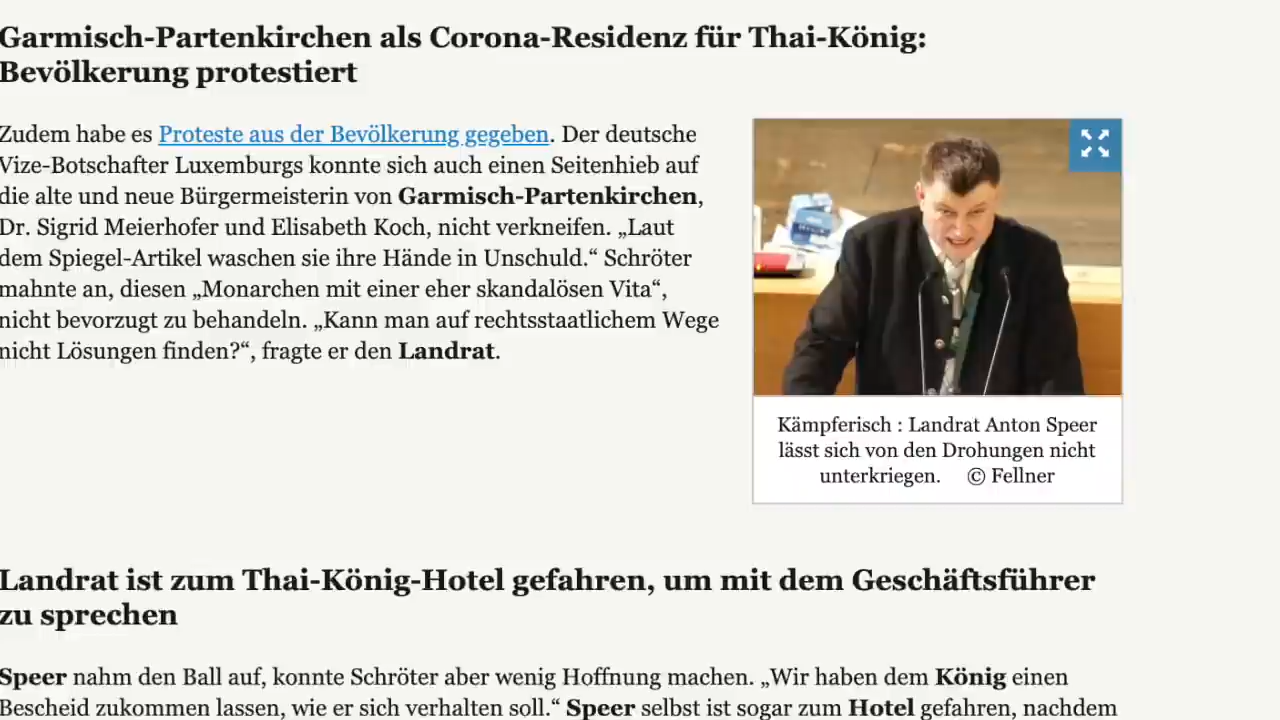 Garmisch-Partenkirchen als Corona-Residenz für Thai-König:
Bevölkerung protestiert
Zudem habe es Proteste aus der Bevölkerung gegeben. Der deutsche
Vize-Botschafter Luxemburgs konnte sich auch einen Seitenhieb auf
die alte und neue Bürgermeisterin von Garmisch-Partenkirchen,
Dr. Sigrid Meierhofer und Elisabeth Koch, nicht verkneifen. „Laut
dem Spiegel-Artikel waschen sie ihre Hände in Unschuld.“ Schröter
mahnte an, diesen „Monarchen mit einer eher skandalösen Vita“,
nicht bevorzugt zu behandeln. „Kann man auf rechtsstaatlichem Wege
nicht Lösungen finden?“, fragte er den Landrat.
Kämpferisch : Landrat Anton Speer
lässt sich von den Drohungen nicht
unterkriegen. © Fellner
Landrat ist zum Thai-König-Hotel gefahren, um mit dem Geschäftsführer
zu sprechen
Speer nahm den Ball auf, konnte Schröter aber wenig Hoffnung machen. „Wir haben dem König einen
Bescheid zukommen lassen, wie er sich verhalten soll.“ Speer selbst ist sogar zum Hotel gefahren, nachdem